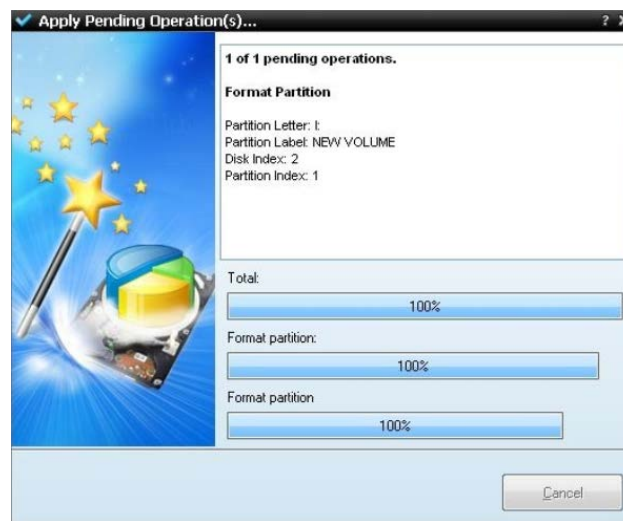 Apply Pending Operation(s)...
?
1 of 1 pending operations.
Format Partition
Partition Letter: I:
Partition Label: NEW VOLUME
Disk Index: 2
Partition Index: 1
Total:
100%
Format partition:
100%
Format partition
100%
Cancel